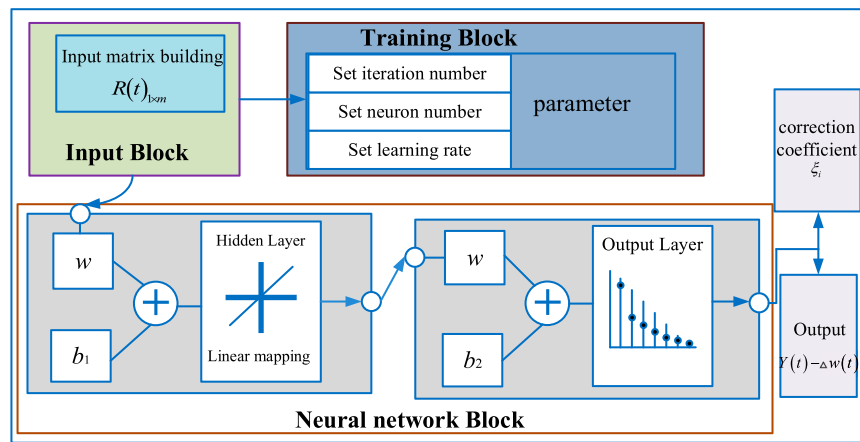 Input matrix building
R(t)₁ₓₘ
Input Block
Training Block
Set iteration number
Set neuron number
Set learning rate
parameter
correction
coefficient
ξᵢ
w
b₁
Hidden Layer
Linear mapping
w
b₂
Output Layer
Output
Y(t)−△w(t)
Neural network Block